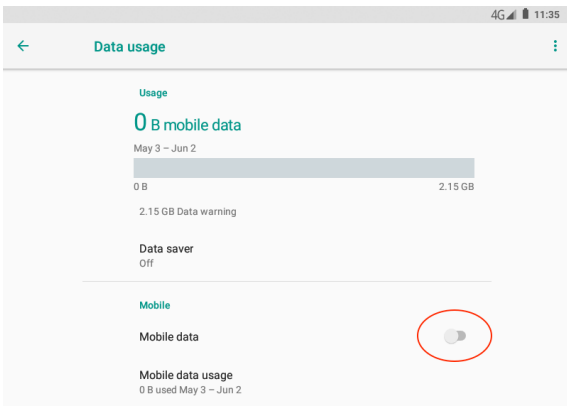 4G 11:35
Data usage
Usage
0 B mobile data
May 3 – Jun 2
0 B 2.15 GB
2.15 GB Data warning
Data saver
Off
Mobile
Mobile data
Mobile data usage
0 B used May 3 – Jun 2